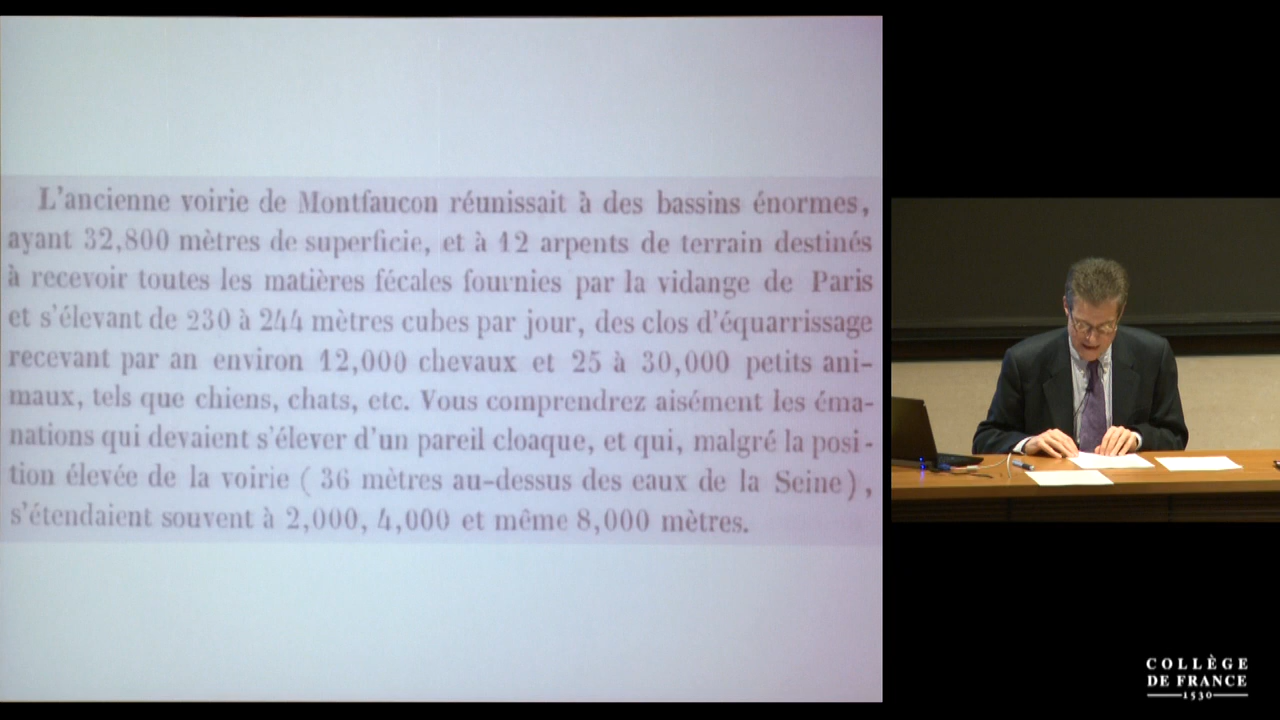 L'ancienne voirie de Montfaucon réunissait à des bassins énormes,
ayant 32,800 mètres de superficie, et à 12 arpents de terrain destinés
à recevoir toutes les matières fécales fournies par la vidange de Paris
et s'élevant de 230 à 244 mètres cubes par jour, des clos d'équarrissage
recevant par an environ 12,000 chevaux et 25 à 30,000 petits ani-
maux, tels que chiens, chats, etc. Vous comprendrez aisément les éma-
nations qui devaient s'élever d'un pareil cloaque, et qui, malgré la posi-
tion élevée de la voirie (36 mètres au-dessus des eaux de la Seine),
s'étendaient souvent à 2,000, 4,000 et même 8,000 mètres.
COLLÈGE
DE FRANCE
1530